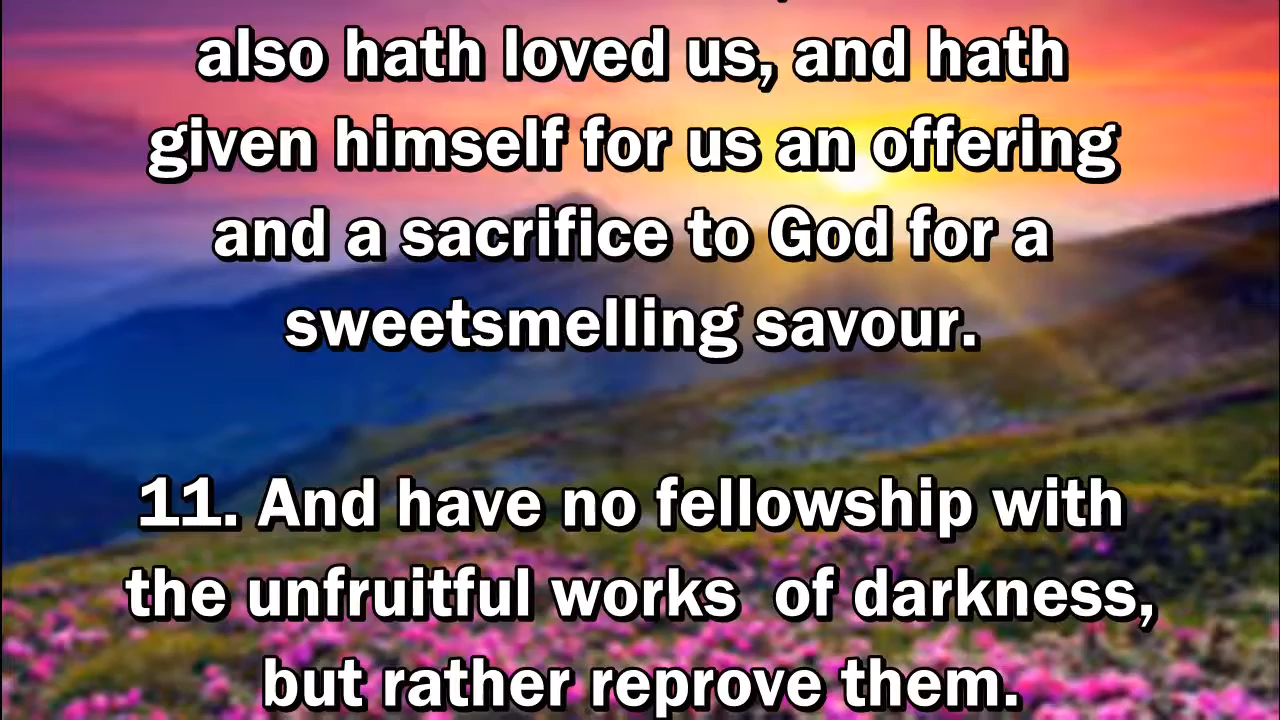 also hath loved us, and hath
given himself for us an offering
and a sacrifice to God for a
sweetsmelling savour.
11. And have no fellowship with
the unfruitful works  of darkness,
but rather reprove them.